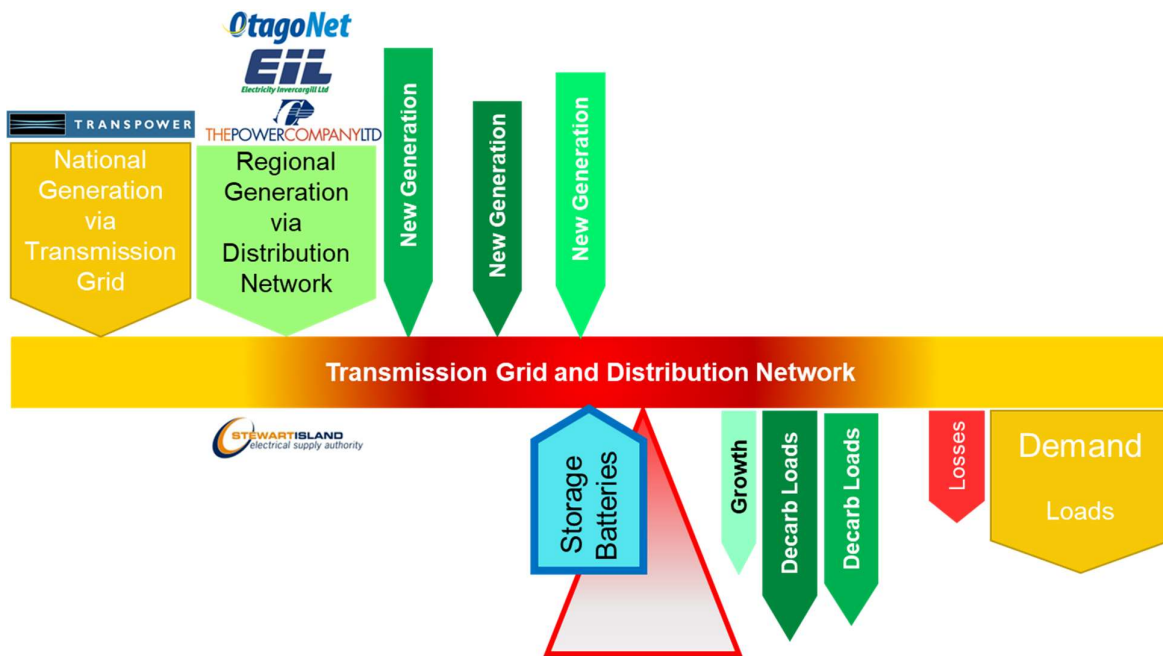 OtagoNet
EIL
Electricity Invercargill Ltd
TRANSPOWER
THEPOWERCOMPANYLTD
National
Generation
via
Transmission
Grid
Regional
Generation
via
Distribution
Network
New Generation
New Generation
New Generation
Transmission Grid and Distribution Network
STEWARTISLAND
electrical supply authority
Storage
Batteries
Growth
Decarb Loads
Decarb Loads
Losses
Demand
Loads